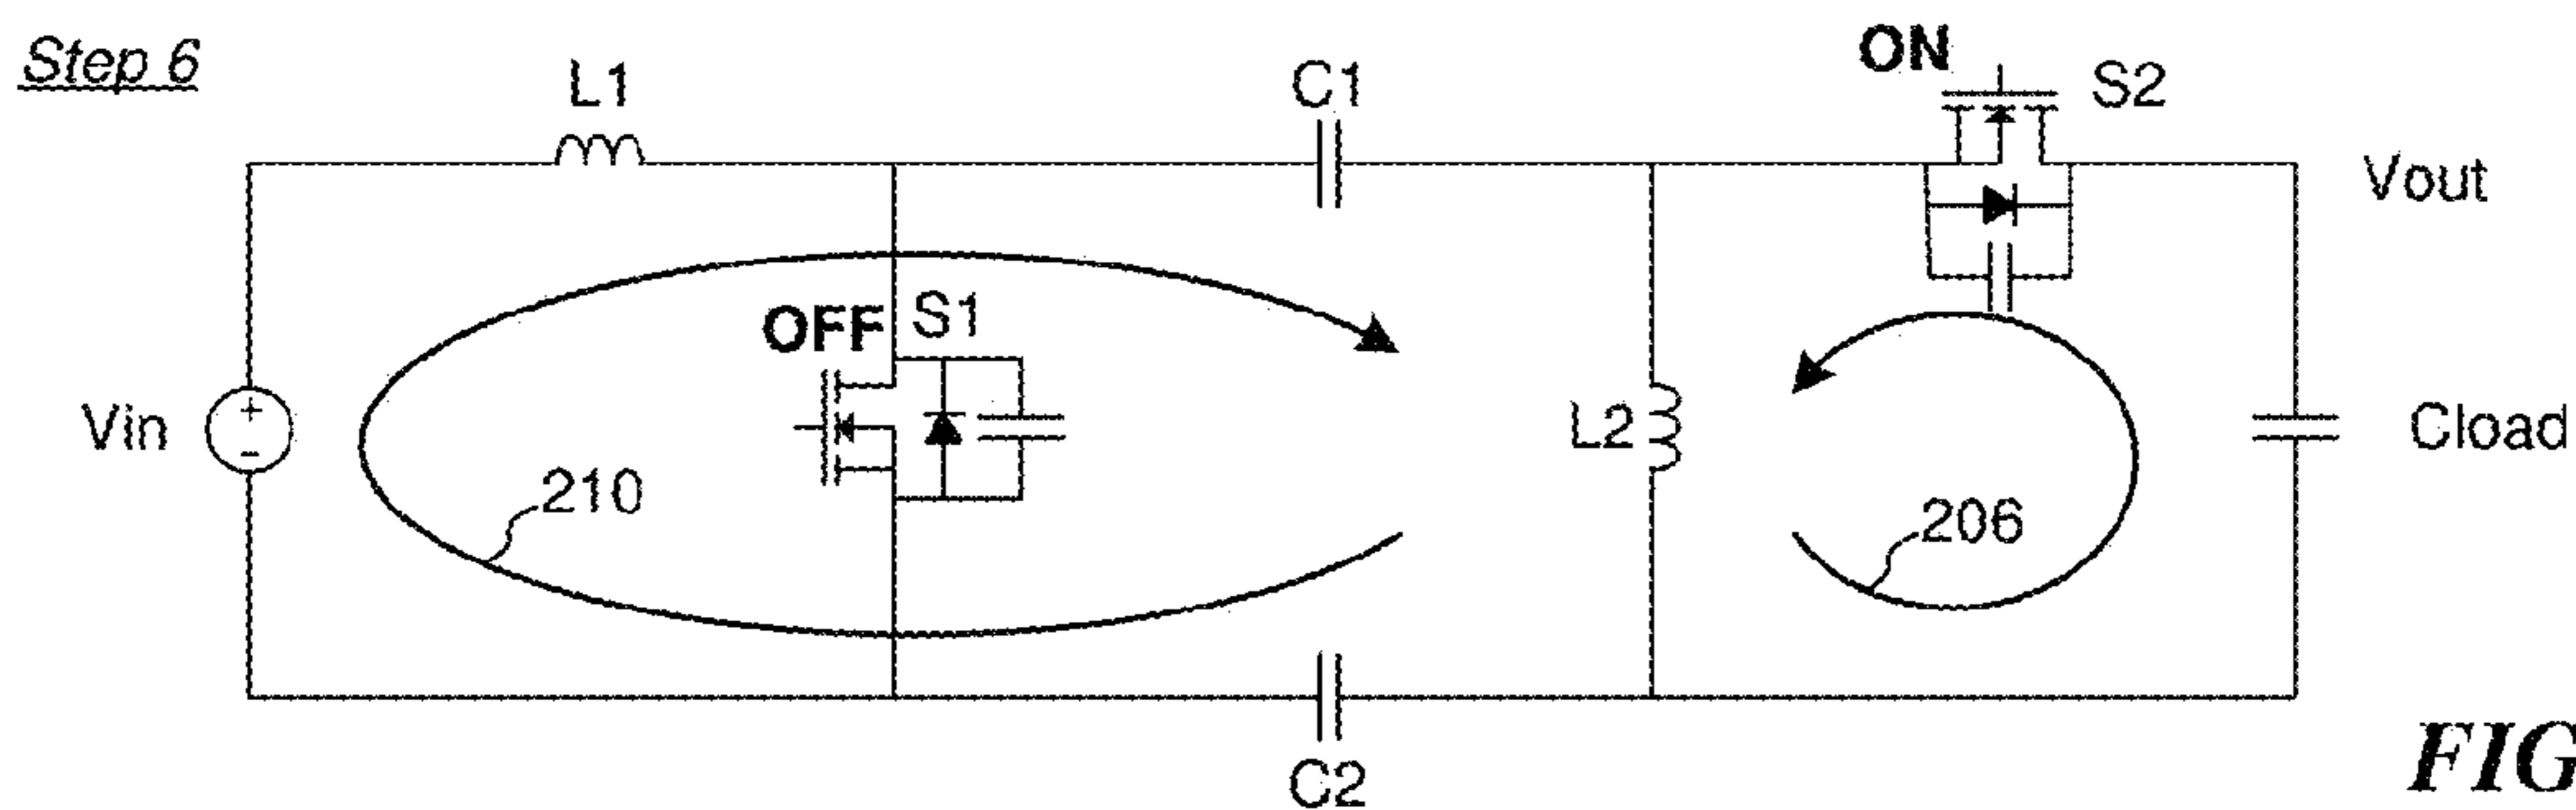 Step 6
L1
C1
ON
S2
Vout
OFF
S1
Vin
+
-
L2
Cload
210
206
C2
FIG